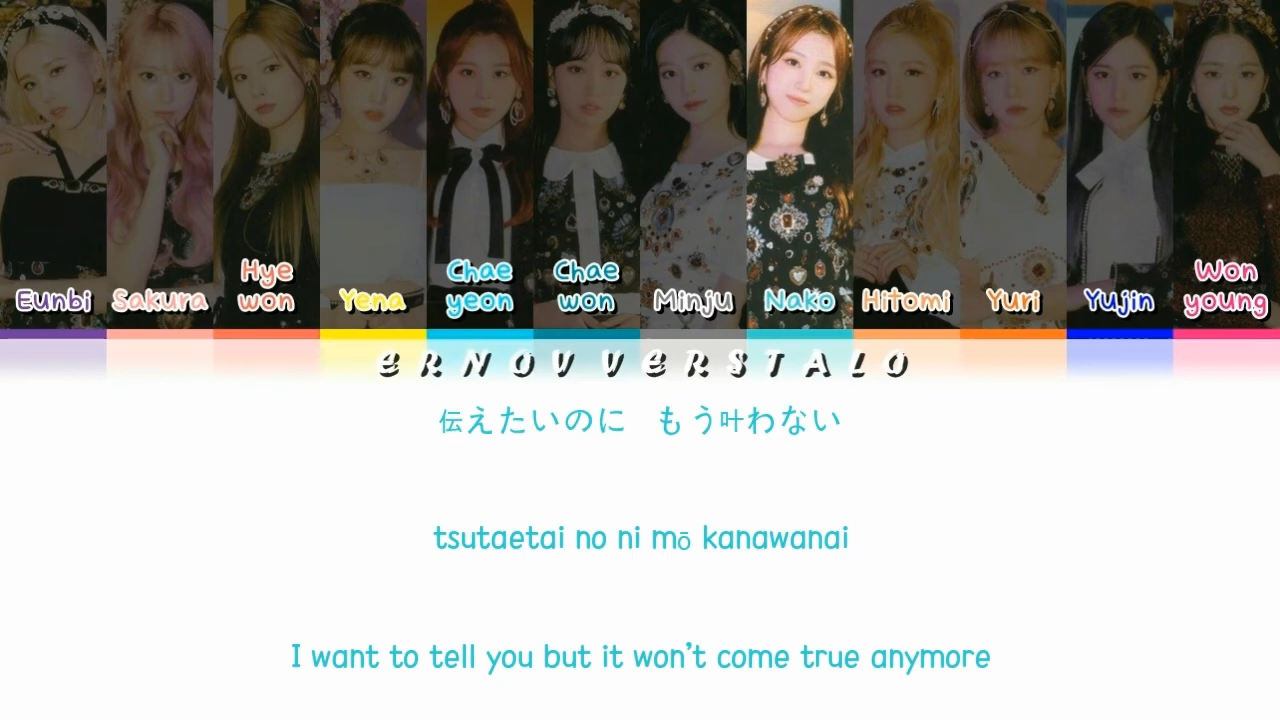 Eunbi
Sakura
Hye
won
Yena
Chae
yeon
Chae
won
Minju
Nako
Hitomi
Yuri
Yujin
Won
young
ERNOV VERSTALO
伝えたいのに もう叶わない
tsutaetai no ni mō kanawanai
I want to tell you but it won't come true anymore